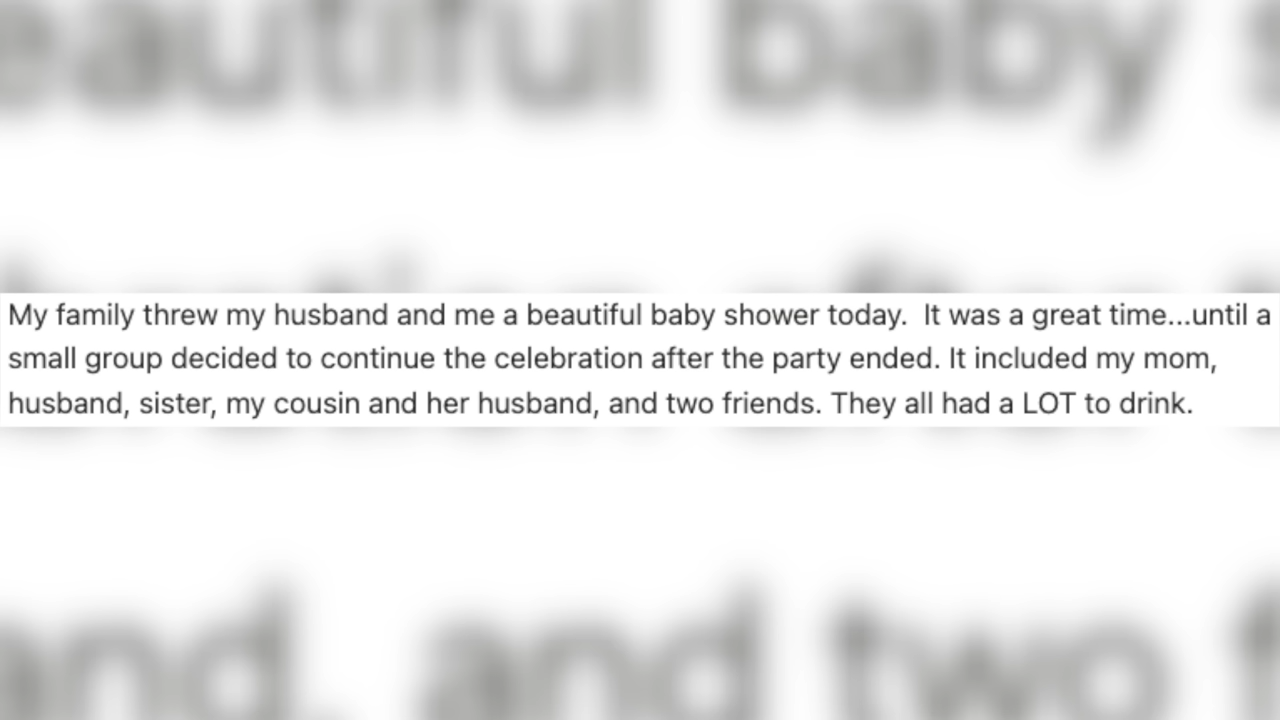 My family threw my husband and me a beautiful baby shower today.  It was a great time...until a
small group decided to continue the celebration after the party ended. It included my mom,
husband, sister, my cousin and her husband, and two friends. They all had a LOT to drink.